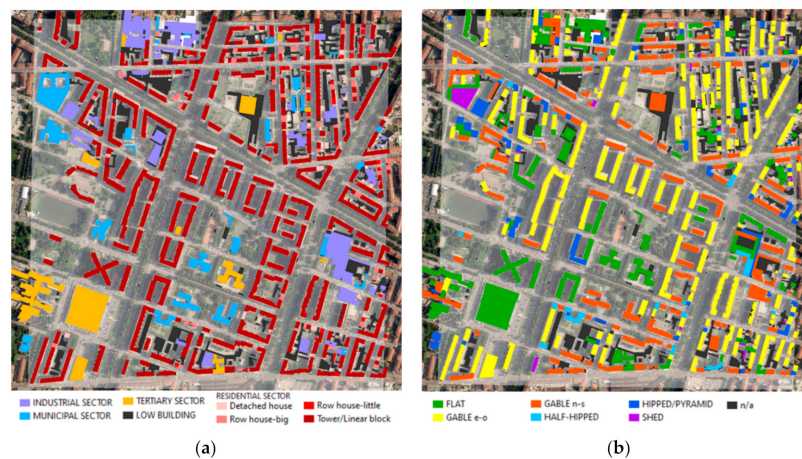 INDUSTRIAL SECTOR
MUNICIPAL SECTOR
TERTIARY SECTOR
LOW BUILDING
RESIDENTIAL SECTOR
Detached house
Row house-big
Row house-little
Tower/Linear block
(a)
FLAT
GABLE e-o
GABLE n-s
HALF-HIPPED
HIPPED/PYRAMID
SHED
n/a
(b)